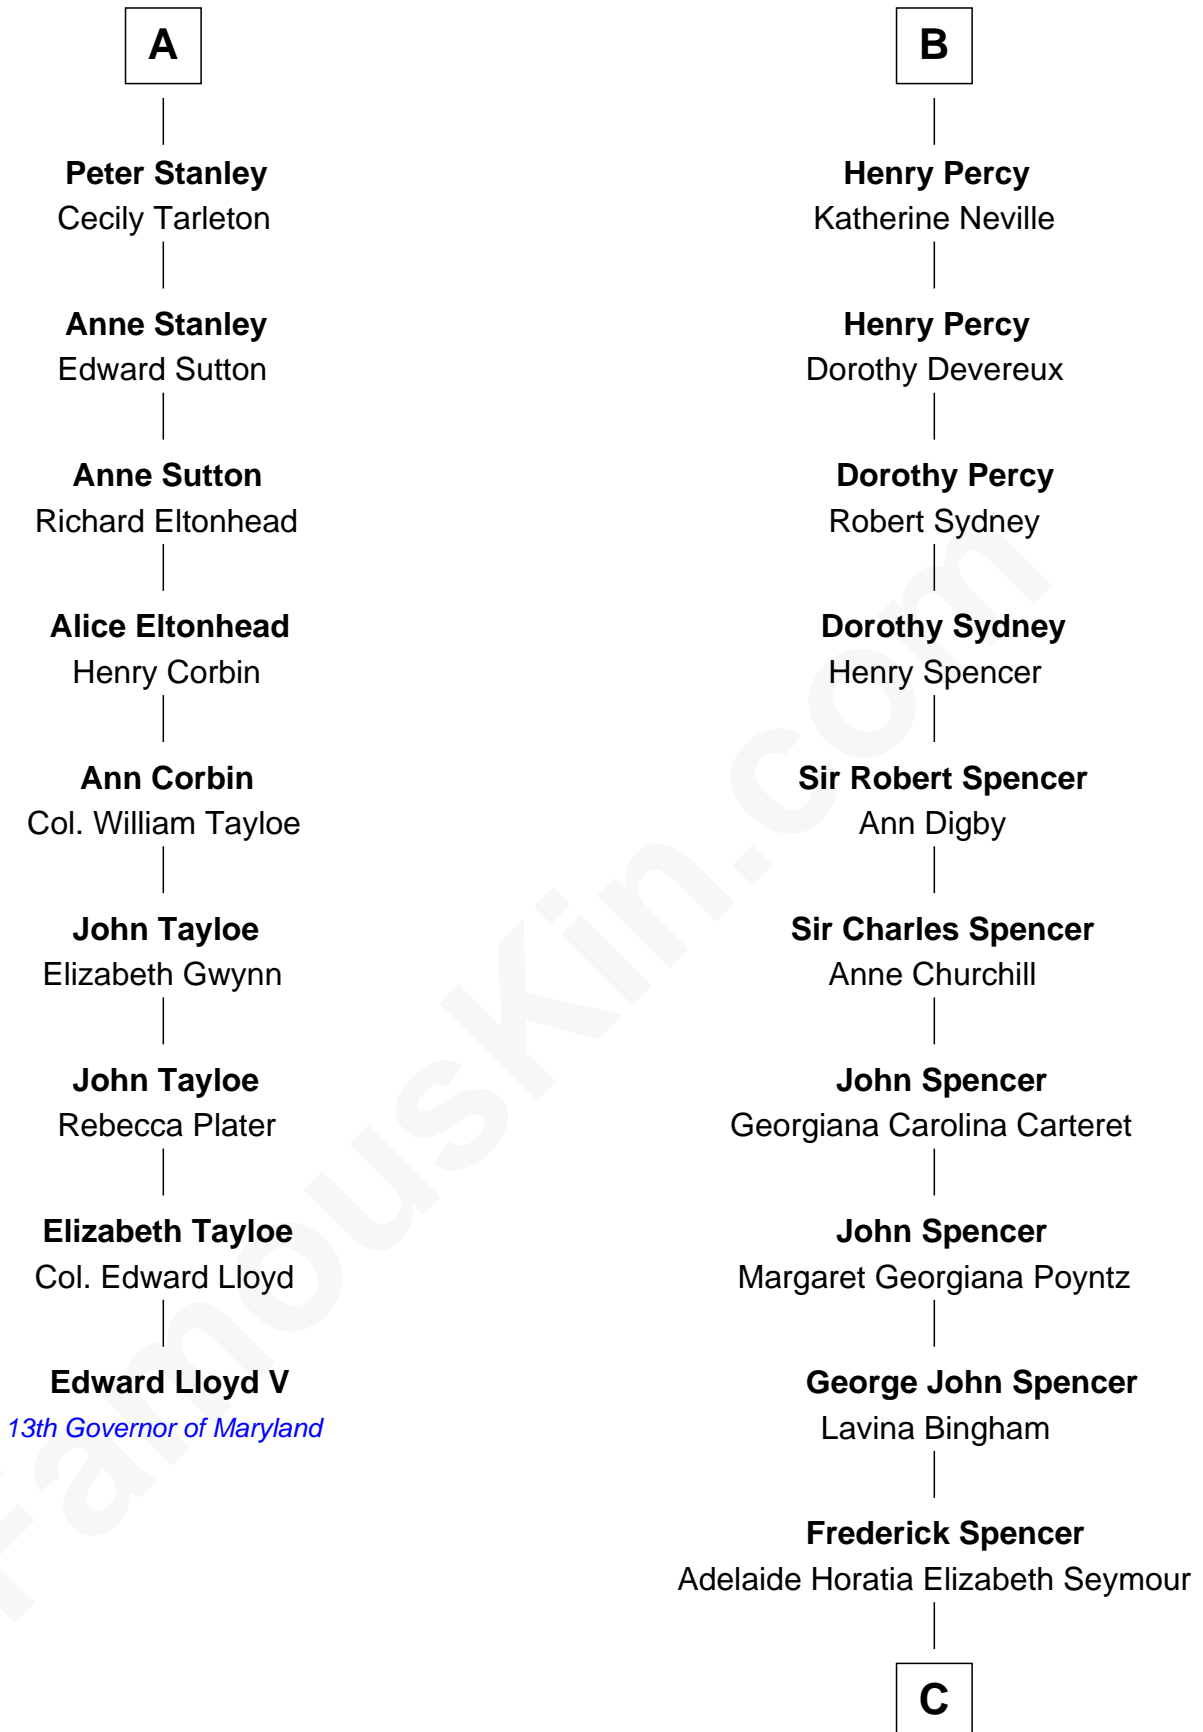 A
Peter Stanley
Cecily Tarleton
Anne Stanley
Edward Sutton
Anne Sutton
Richard Eltonhead
Alice Eltonhead
Henry Corbin
Ann Corbin
Col. William Tayloe
John Tayloe
Elizabeth Gwynn
John Tayloe
Rebecca Plater
Elizabeth Tayloe
Col. Edward Lloyd
Edward Lloyd V
13th Governor of Maryland
B
Henry Percy
Katherine Neville
Henry Percy
Dorothy Devereux
Dorothy Percy
Robert Sydney
Dorothy Sydney
Henry Spencer
Sir Robert Spencer
Ann Digby
Sir Charles Spencer
Anne Churchill
John Spencer
Georgiana Carolina Carteret
John Spencer
Margaret Georgiana Poyntz
George John Spencer
Lavina Bingham
Frederick Spencer
Adelaide Horatia Elizabeth Seymour
C
FamousKin.com